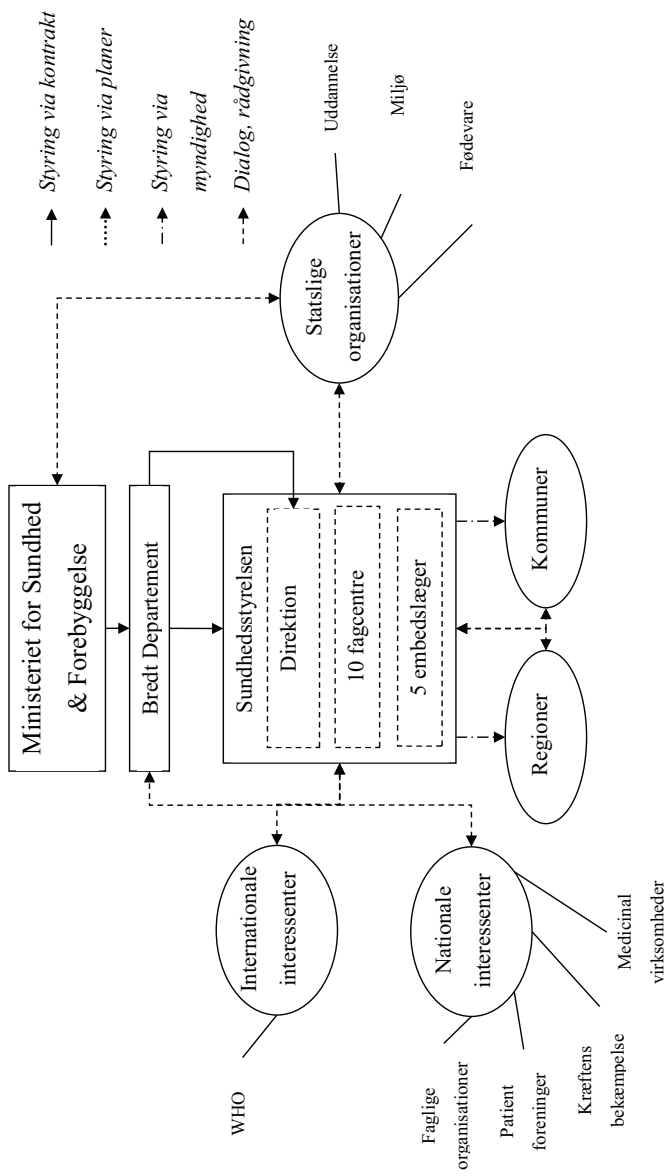 Ministeriet for Sundhed
& Forebyggelse
Bredt Departement
Sundhedsstyrelsen
Direktion
10 fagcentre
5 embedslæger
Regioner
Kommuner
Internationale
interessenter
WHO
Nationale
interessenter
Faglige
organisationer
Patient
foreninger
Kræftens
bekæmpelse
Medicinal
virksomheder
Statslige
organisationer
Uddannelse
Miljø
Fødevare
Styring via kontrakt
Styring via planer
Styring via
myndighed
Dialog, rådgivning